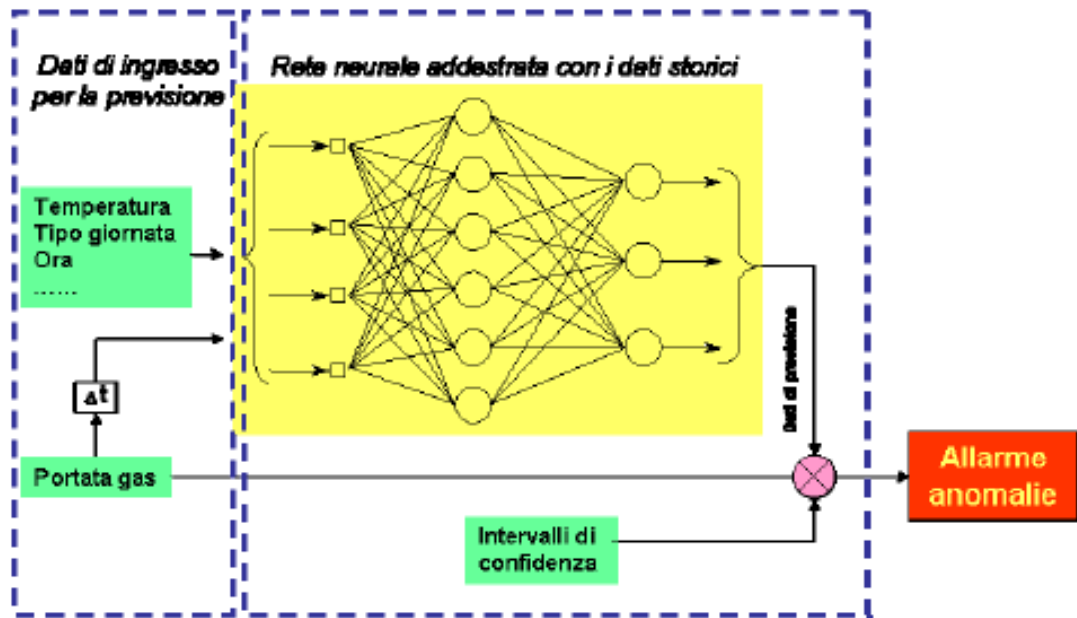 Dati di ingresso
per la previsione
Rete neurale addestrata con i dati storici
Temperatura
Tipo giornata
Ora
......
Δt
Portata gas
Dati di previsione
Intervalli di
confidenza
Allarme
anomalie